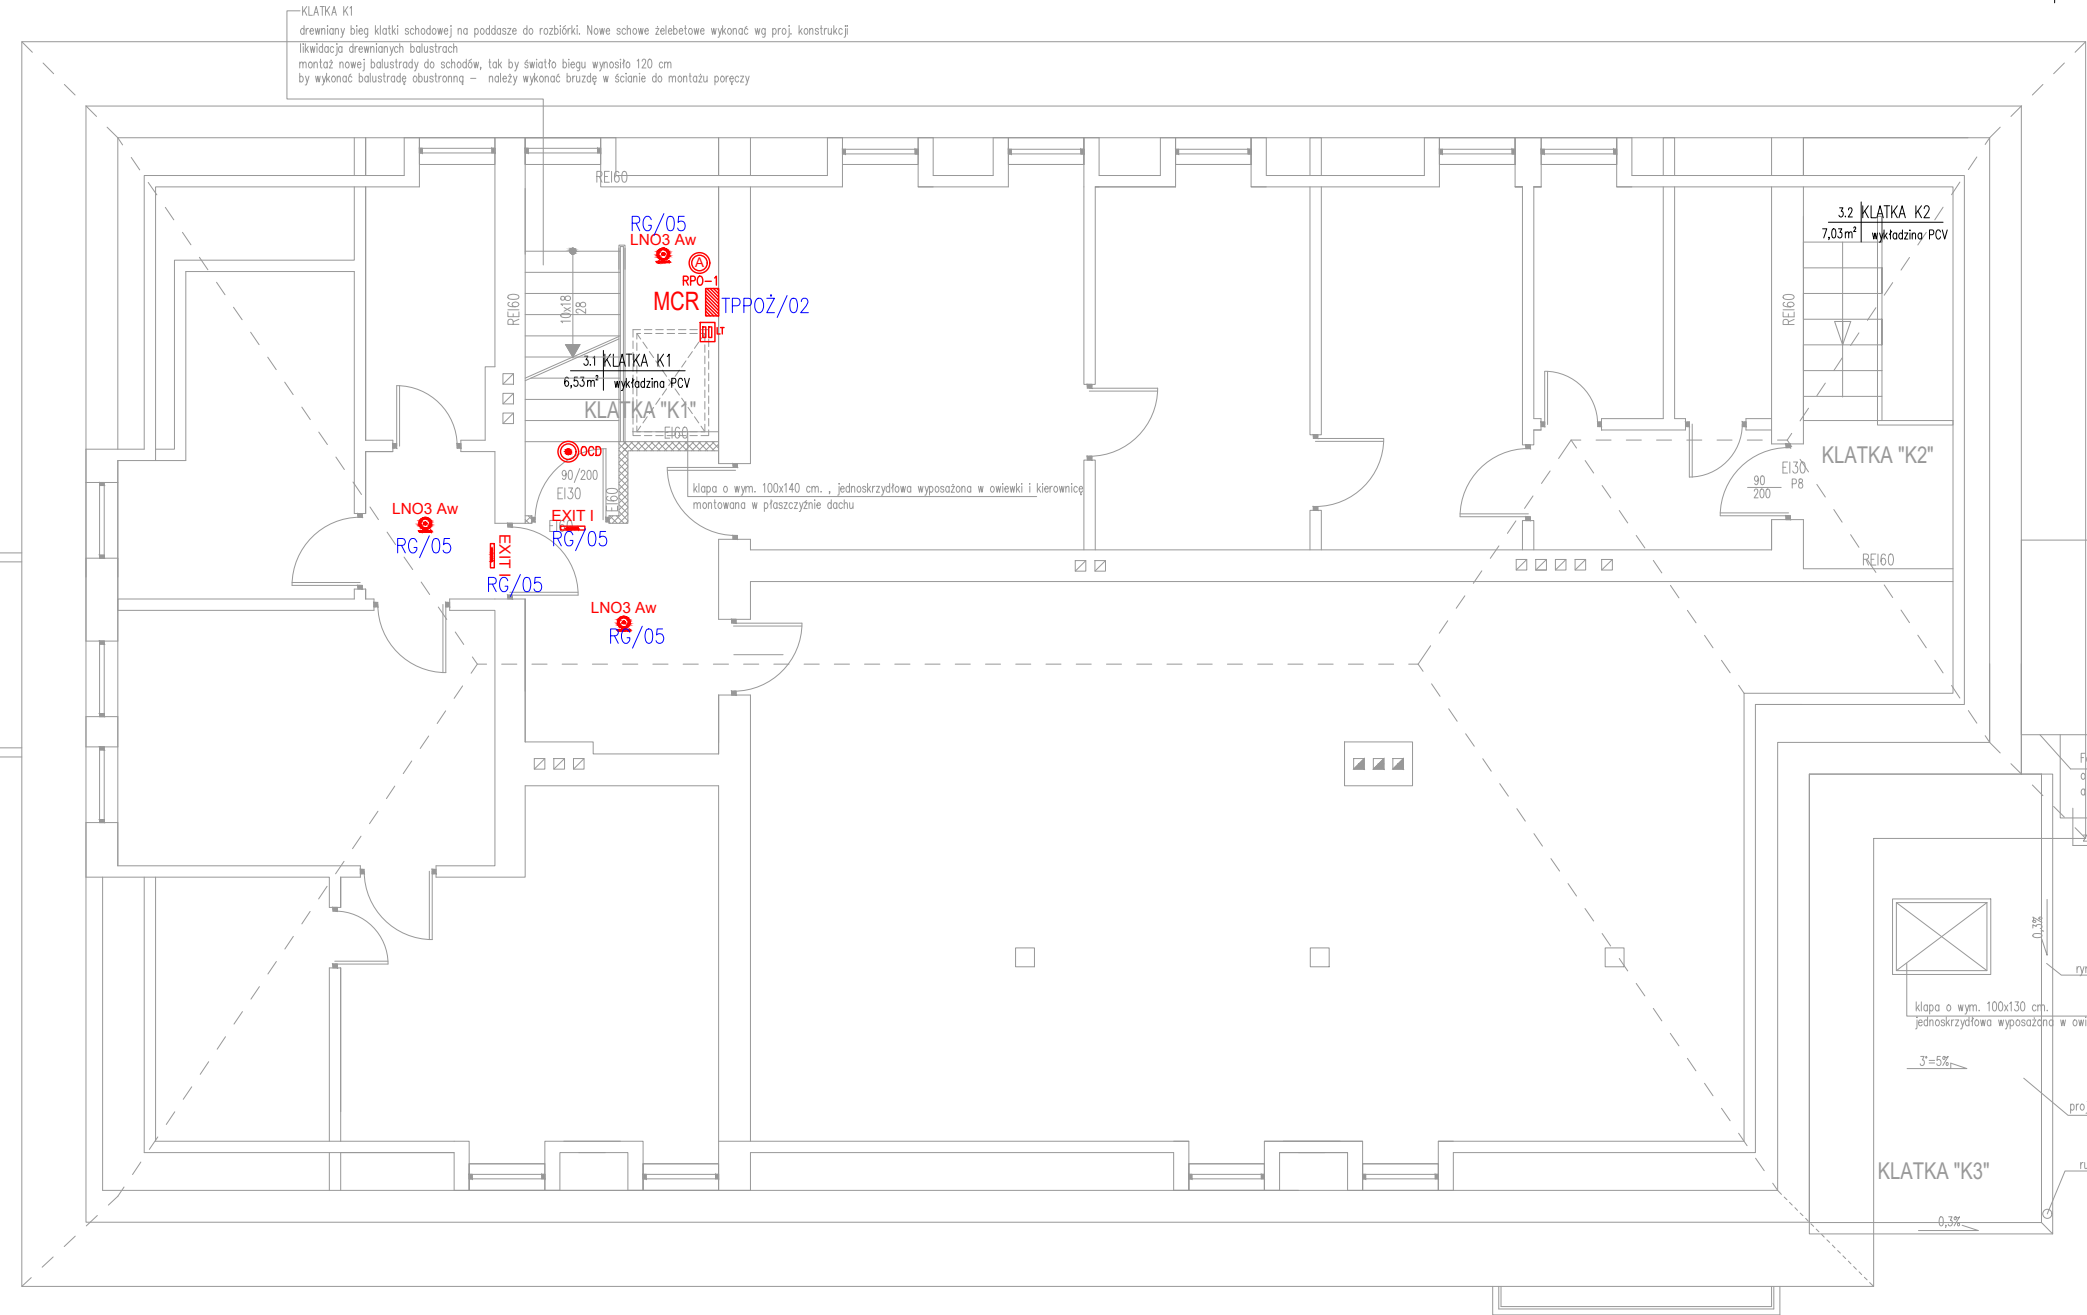 KLATKA K1
drewniany bieg klatki schodowej na poddasze do rozbiórki. Nowe schowe żelebetowe wykonać wg proj. konstrukcji
likwidacja drewnianych balustrach
montaż nowej balustrady do schodów, tak by światło biegu wynosiło 120 cm
by wykonać balustradę obustronną - należy wykonać bruzdę w ścianie do montażu poręczy
REI60
RG/05
LNO3 Aw
A
RPO-1
MCR
TPPOŻ/02
LT
REI60
10x18
28
3.1 KLATKA K1
6,53m² wykładzina PCV
KLATKA "K1"
EI60
OCD
90/200
EI30
REI60
EXIT I
EI60
RG/05
klapa o wym. 100x140 cm. , jednoskrzydłowa wyposażona w owiewki i kierownicę
montowana w płaszczyźnie dachu
LNO3 Aw
RG/05
EXIT I
RG/05
LNO3 Aw
RG/05
3.2 KLATKA K2
7,03m² wykładzina PCV
REI60
KLATKA "K2"
EI30
P8
90
200
REI60
0,3%
klapa o wym. 100x130 cm.
jednoskrzydłowa wyposażona w owi
3°=5%
pro
KLATKA "K3"
0,3%